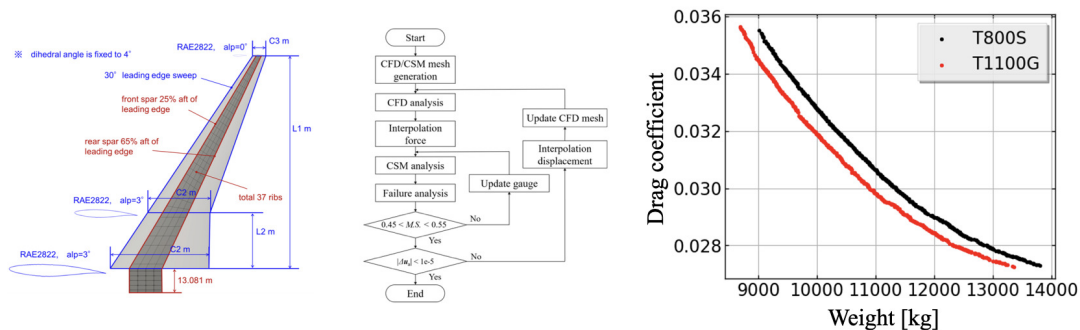 ※ dihedral angle is fixed to 4°
RAE2822, alp=0°
C3 m
30° leading edge sweep
front spar 25% aft of
leading edge
rear spar 65% aft of
leading edge
L1 m
total 37 ribs
C2 m
RAE2822, alp=3°
L2 m
C2 m
RAE2822, alp=3°
13.081 m
Start
CFD/CSM mesh
generation
CFD analysis
Interpolation
force
CSM analysis
Failure analysis
0.45 < M.S. < 0.55
Yes
|Δuₐ| < 1e-5
Yes
End
No
Update gauge
No
Interpolation
displacement
Update CFD mesh
Drag coefficient
0.036
0.034
0.032
0.030
0.028
T800S
T1100G
9000 10000 11000 12000 13000 14000
Weight [kg]